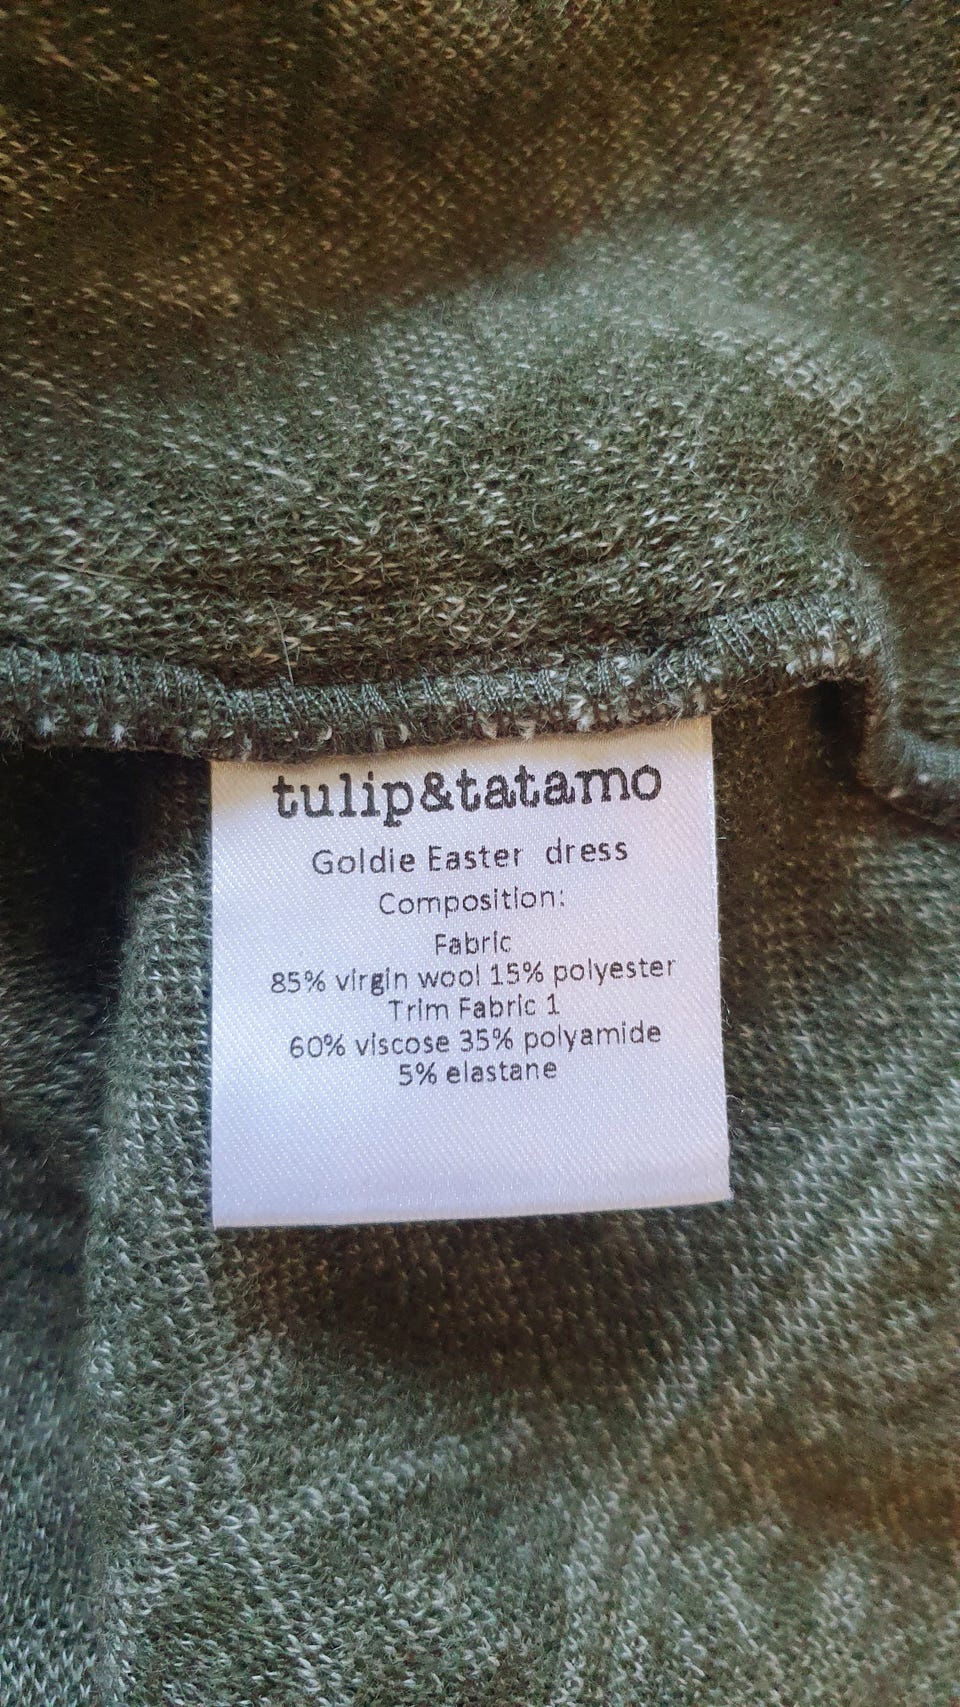 tulip&tatamo
Goldie Easter dress
Composition:
Fabric
85% virgin wool 15% polyester
Trim Fabric 1
60% viscose 35% polyamide
5% elastane